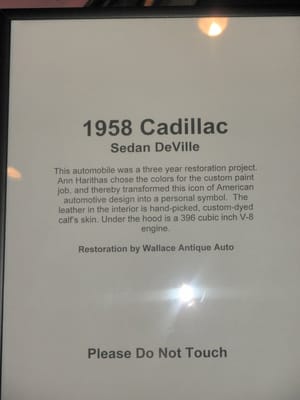 1958 Cadillac
Sedan DeVille
This automobile was a three year restoration project.
Ann Harithas chose the colors for the custom paint
job, and thereby transformed this icon of American
automotive design into a personal symbol. The
leather in the interior is hand-picked, custom-dyed
calf's skin. Under the hood is a 396 cubic inch V-8
engine.
Restoration by Wallace Antique Auto
Please Do Not Touch